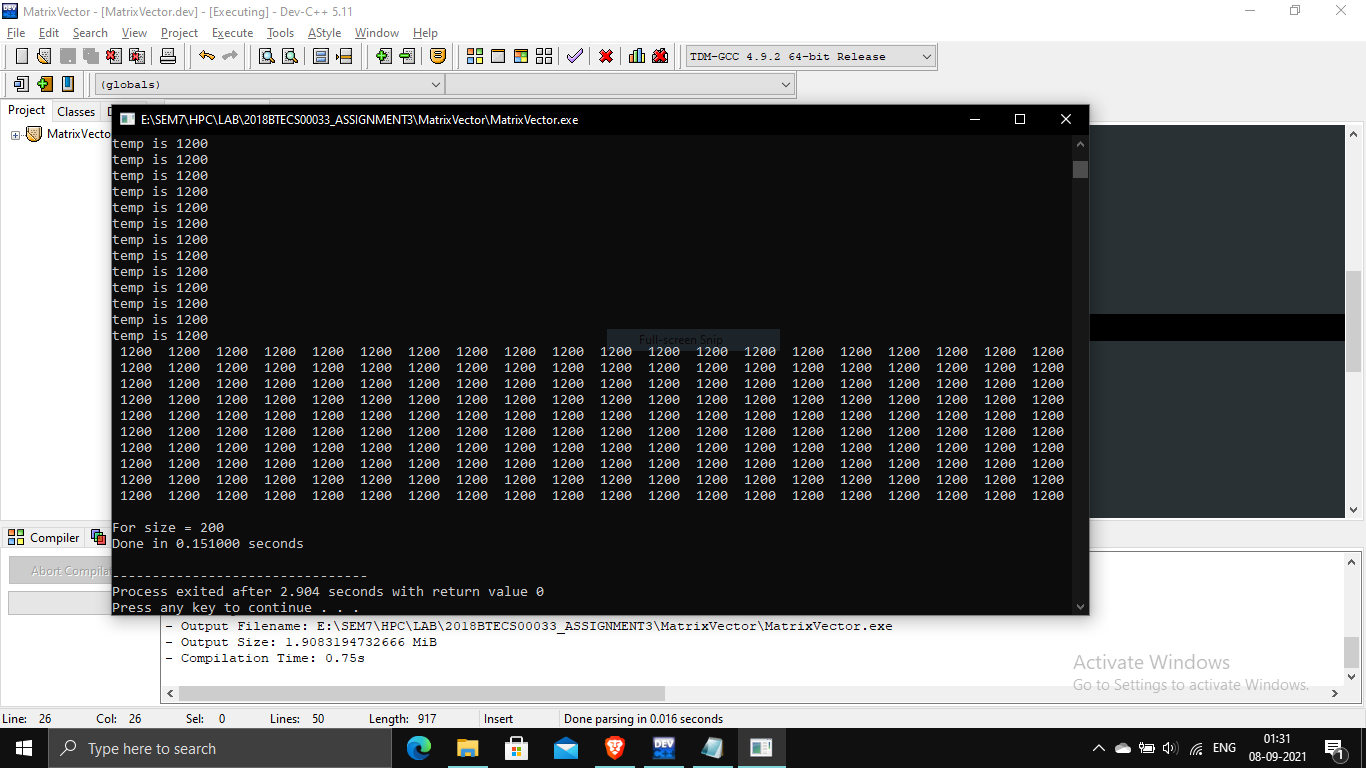 MatrixVector - [MatrixVector.dev] - [Executing] - Dev-C++ 5.11
File Edit Search View Project Execute Tools AStyle Window Help
TDM-GCC 4.9.2 64-bit Release
(globals)
Project Classes
MatrixVecto
E:\SEM7\HPC\LAB\2018BTECS00033_ASSIGNMENT3\MatrixVector\MatrixVector.exe
temp is 1200
temp is 1200
temp is 1200
temp is 1200
temp is 1200
temp is 1200
temp is 1200
temp is 1200
temp is 1200
temp is 1200
temp is 1200
temp is 1200
temp is 1200
Full-screen Snip
1200 1200 1200 1200 1200 1200 1200 1200 1200 1200 1200 1200 1200 1200 1200 1200 1200 1200 1200 1200
1200 1200 1200 1200 1200 1200 1200 1200 1200 1200 1200 1200 1200 1200 1200 1200 1200 1200 1200 1200
1200 1200 1200 1200 1200 1200 1200 1200 1200 1200 1200 1200 1200 1200 1200 1200 1200 1200 1200 1200
1200 1200 1200 1200 1200 1200 1200 1200 1200 1200 1200 1200 1200 1200 1200 1200 1200 1200 1200 1200
1200 1200 1200 1200 1200 1200 1200 1200 1200 1200 1200 1200 1200 1200 1200 1200 1200 1200 1200 1200
1200 1200 1200 1200 1200 1200 1200 1200 1200 1200 1200 1200 1200 1200 1200 1200 1200 1200 1200 1200
1200 1200 1200 1200 1200 1200 1200 1200 1200 1200 1200 1200 1200 1200 1200 1200 1200 1200 1200 1200
1200 1200 1200 1200 1200 1200 1200 1200 1200 1200 1200 1200 1200 1200 1200 1200 1200 1200 1200 1200
1200 1200 1200 1200 1200 1200 1200 1200 1200 1200 1200 1200 1200 1200 1200 1200 1200 1200 1200 1200
1200 1200 1200 1200 1200 1200 1200 1200 1200 1200 1200 1200 1200 1200 1200 1200 1200 1200 1200 1200
For size = 200
Done in 0.151000 seconds
--------------------------------
Process exited after 2.904 seconds with return value 0
Press any key to continue . . .
Compiler
Abort Compilat
- Output Filename: E:\SEM7\HPC\LAB\2018BTECS00033_ASSIGNMENT3\MatrixVector\MatrixVector.exe
- Output Size: 1.9083194732666 MiB
- Compilation Time: 0.75s
Activate Windows
Go to Settings to activate Windows.
Line: 26 Col: 26 Sel: 0 Lines: 50 Length: 917 Insert Done parsing in 0.016 seconds
Type here to search
DEV
ENG
01:31
08-09-2021
1